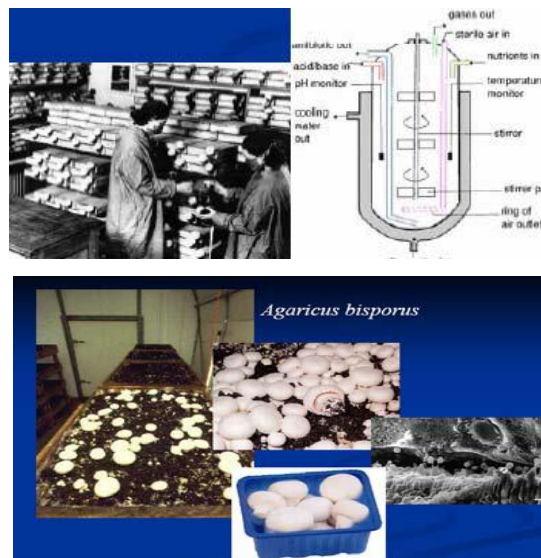 gases out
sterile air in
antibiotic out
acid/base in
nutrients in
pH monitor
temperature
monitor
cooling
water
out
stirrer
stirrer
ring of
air outlet
Agaricus bisporus